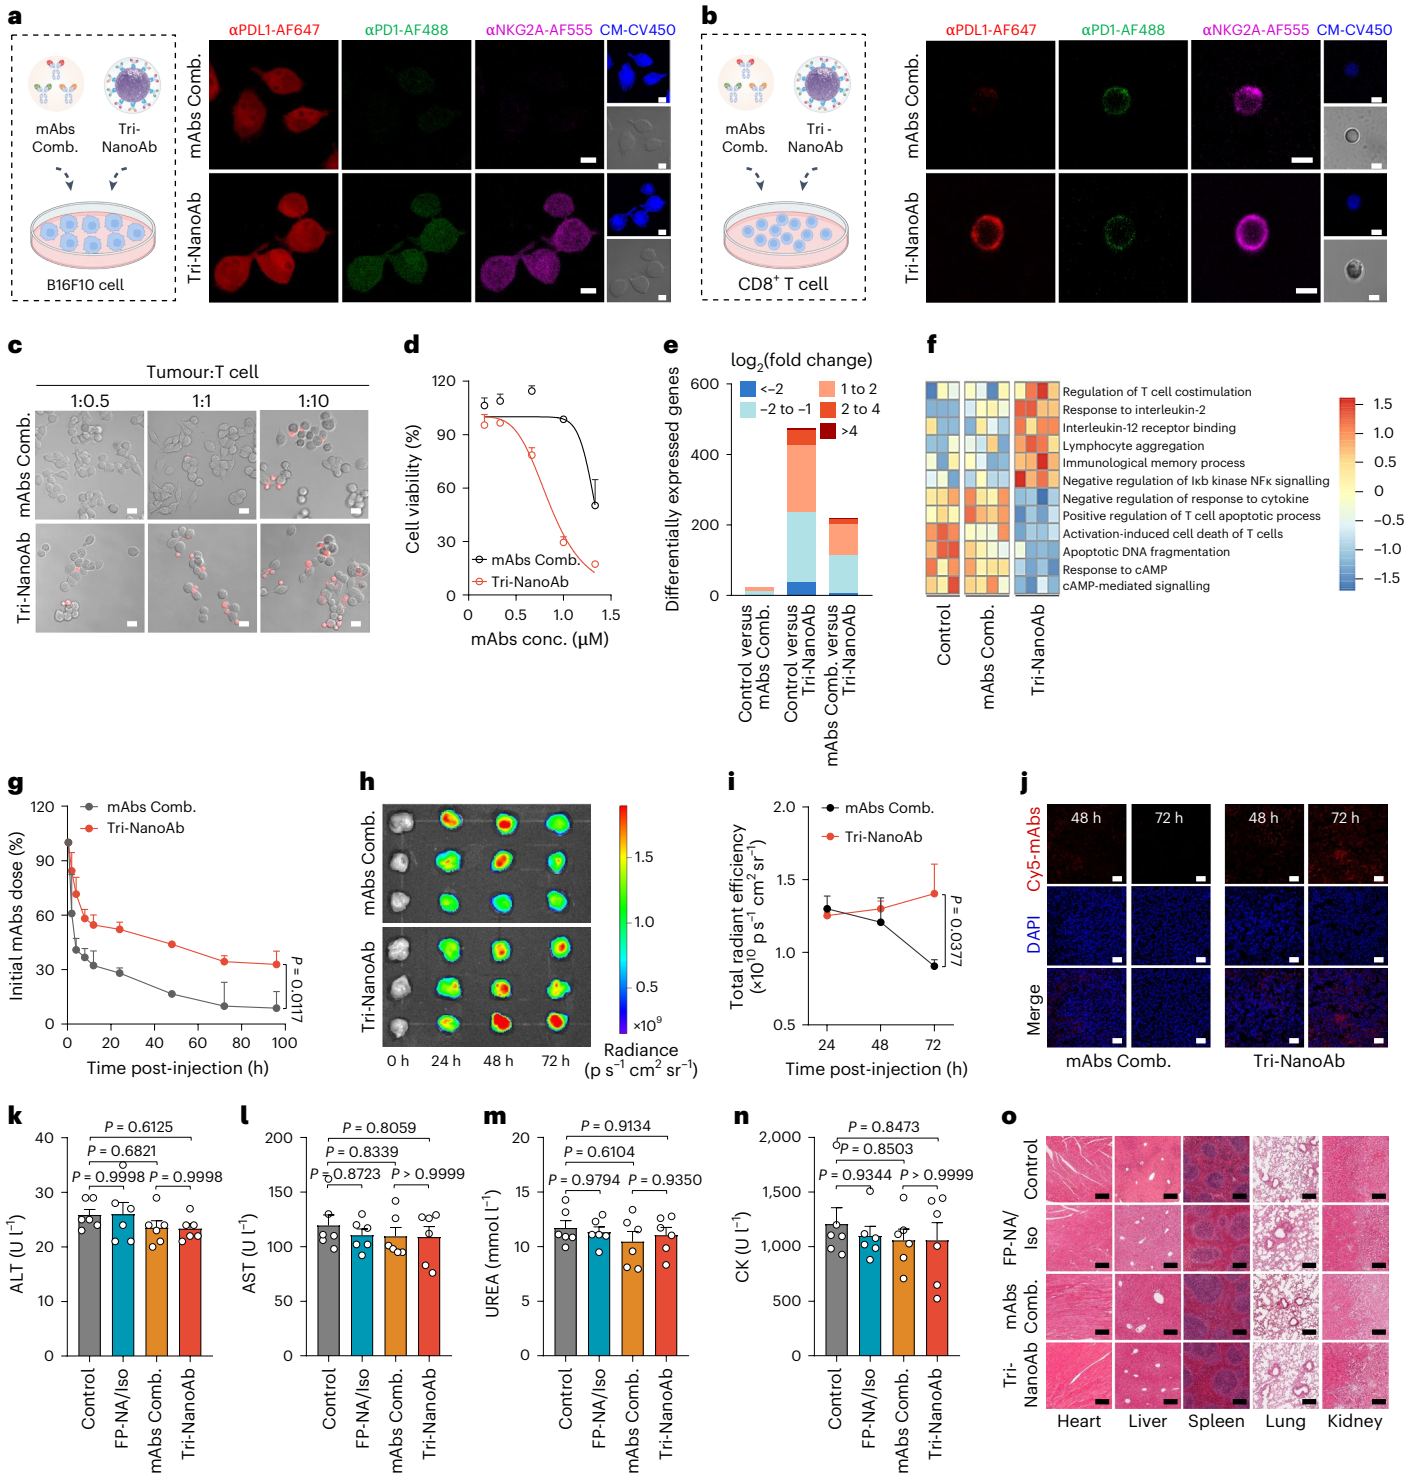 a
αPDL1-AF647
αPD1-AF488
αNKG2A-AF555
CM-CV450
mAbs
Comb.
Tri-
NanoAb
B16F10 cell
mAbs Comb.
Tri-NanoAb
b
αPDL1-AF647
αPD1-AF488
αNKG2A-AF555
CM-CV450
mAbs
Comb.
Tri -
NanoAb
CD8⁺ T cell
mAbs Comb.
Tri-NanoAb
c
Tumour:T cell
1:0.5
1:1
1:10
mAbs Comb.
Tri-NanoAb
d
Cell viability (%)
120
90
60
30
0
mAbs Comb.
Tri-NanoAb
0
0.5
1.0
1.5
mAbs conc. (μM)
e
log₂(fold change)
<–2
–2 to –1
1 to 2
2 to 4
>4
Differentially expressed genes
600
400
200
0
Control versus
mAbs Comb.
Control versus
Tri-NanoAb
mAbs Comb. versus
Tri-NanoAb
f
Regulation of T cell costimulation
Response to interleukin-2
Interleukin-12 receptor binding
Lymphocyte aggregation
Immunological memory process
Negative regulation of Iκb kinase NFκ signalling
Negative regulation of response to cytokine
Positive regulation of T cell apoptotic process
Activation-induced cell death of T cells
Apoptotic DNA fragmentation
Response to cAMP
cAMP-mediated signalling
1.5
1.0
0.5
0
–0.5
–1.0
–1.5
Control
mAbs Comb.
Tri-NanoAb
g
Initial mAbs dose (%)
120
90
60
30
0
mAbs Comb.
Tri-NanoAb
P = 0.0117
0
20
40
60
80
100
Time post-injection (h)
h
mAbs Comb.
Tri-NanoAb
0 h
24 h
48 h
72 h
1.5
1.0
0.5
×10⁹
Radiance
(p s⁻¹ cm² sr⁻¹)
i
Total radiant efficiency
(×10¹⁰ p s⁻¹ cm² sr⁻¹)
2.0
1.5
1.0
0.5
mAbs Comb.
Tri-NanoAb
P = 0.0377
24
48
72
Time post-injection (h)
j
48 h
72 h
48 h
72 h
Cy5-mAbs
DAPI
Merge
mAbs Comb.
Tri-NanoAb
k
ALT (U l⁻¹)
40
30
20
10
0
P = 0.6125
P = 0.6821
P = 0.9998
P = 0.9998
Control
FP-NA/Iso
mAbs Comb.
Tri-NanoAb
l
AST (U l⁻¹)
200
150
100
50
0
P = 0.8059
P = 0.8339
P = 0.8723
P > 0.9999
Control
FP-NA/Iso
mAbs Comb.
Tri-NanoAb
m
UREA (mmol l⁻¹)
20
15
10
5
0
P = 0.9134
P = 0.6104
P = 0.9794
P = 0.9350
Control
FP-NA/Iso
mAbs Comb.
Tri-NanoAb
n
CK (U l⁻¹)
2,000
1,500
1,000
500
0
P = 0.8473
P = 0.8503
P = 0.9344
P > 0.9999
Control
FP-NA/Iso
mAbs Comb.
Tri-NanoAb
o
Control
FP-NA/
Iso
mAbs
Comb.
Tri-
NanoAb
Heart
Liver
Spleen
Lung
Kidney